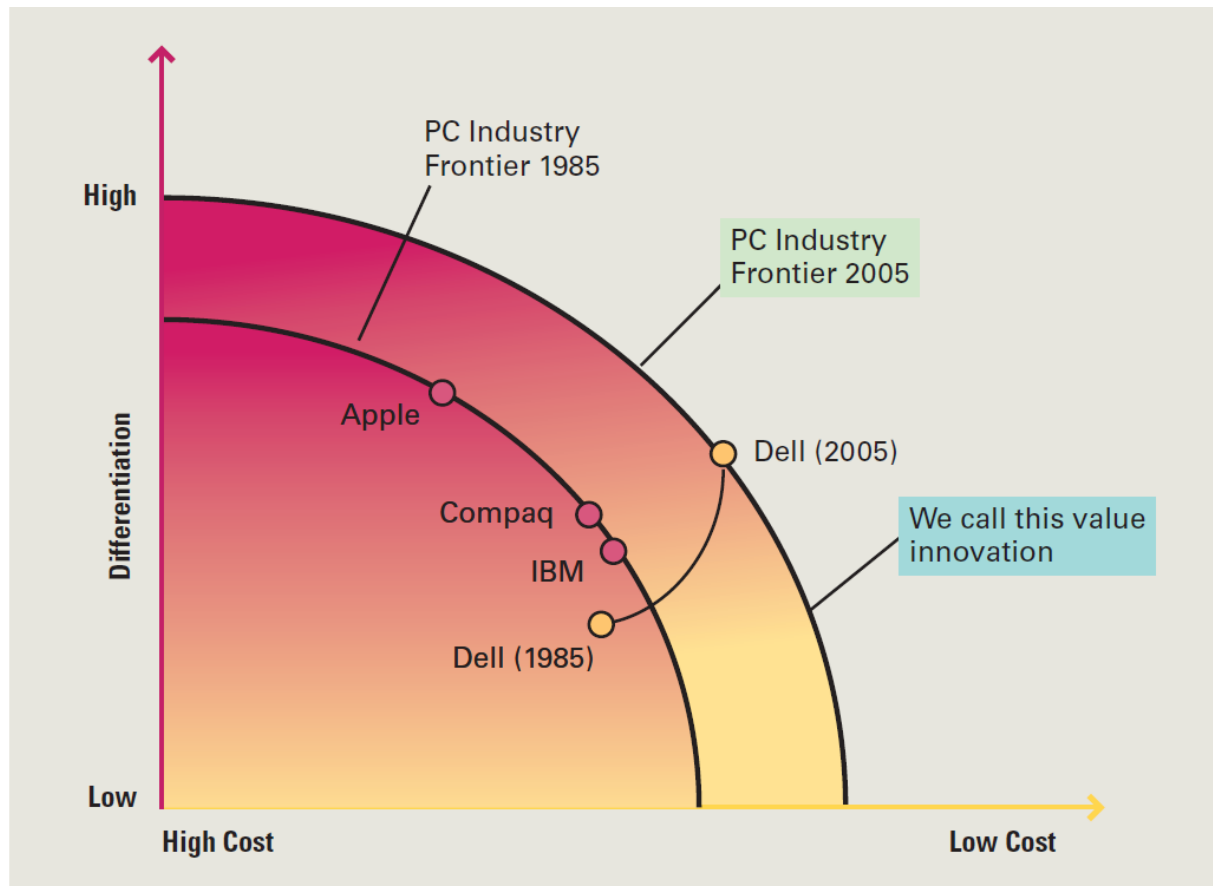 PC Industry
Frontier 1985
High
PC Industry
Frontier 2005
Apple
Differentiation
Dell (2005)
Compaq
We call this value
innovation
IBM
Dell (1985)
Low
High Cost
Low Cost